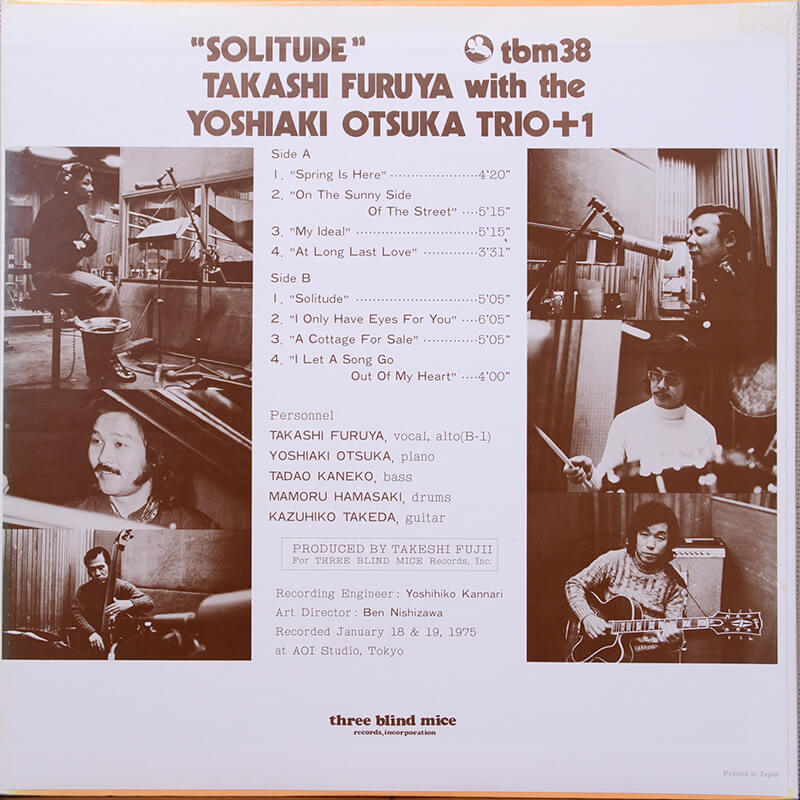 "SOLITUDE" tbm38
TAKASHI FURUYA with the
YOSHIAKI OTSUKA TRIO+1
Side A
1. "Spring Is Here" ······················4'20"
2. "On The Sunny Side
Of The Street" ····5'15"
3. "My Ideal" ······························5'15"
4. "At Long Last Love" ··············3'31"
Side B
1. "Solitude" ······························5'05"
2. "I Only Have Eyes For You" ····6'05"
3. "A Cottage For Sale" ·············5'05"
4. "I Let A Song Go
Out Of My Heart" ····4'00"
Personnel
TAKASHI FURUYA, vocal, alto(B-1)
YOSHIAKI OTSUKA, piano
TADAO KANEKO, bass
MAMORU HAMASAKI, drums
KAZUHIKO TAKEDA, guitar
PRODUCED BY TAKESHI FUJII
For THREE BLIND MICE Records, Inc.
Recording Engineer: Yoshihiko Kannari
Art Director: Ben Nishizawa
Recorded January 18 & 19, 1975
at AOI Studio, Tokyo
three blind mice
records, incorporation
Printed in Japan